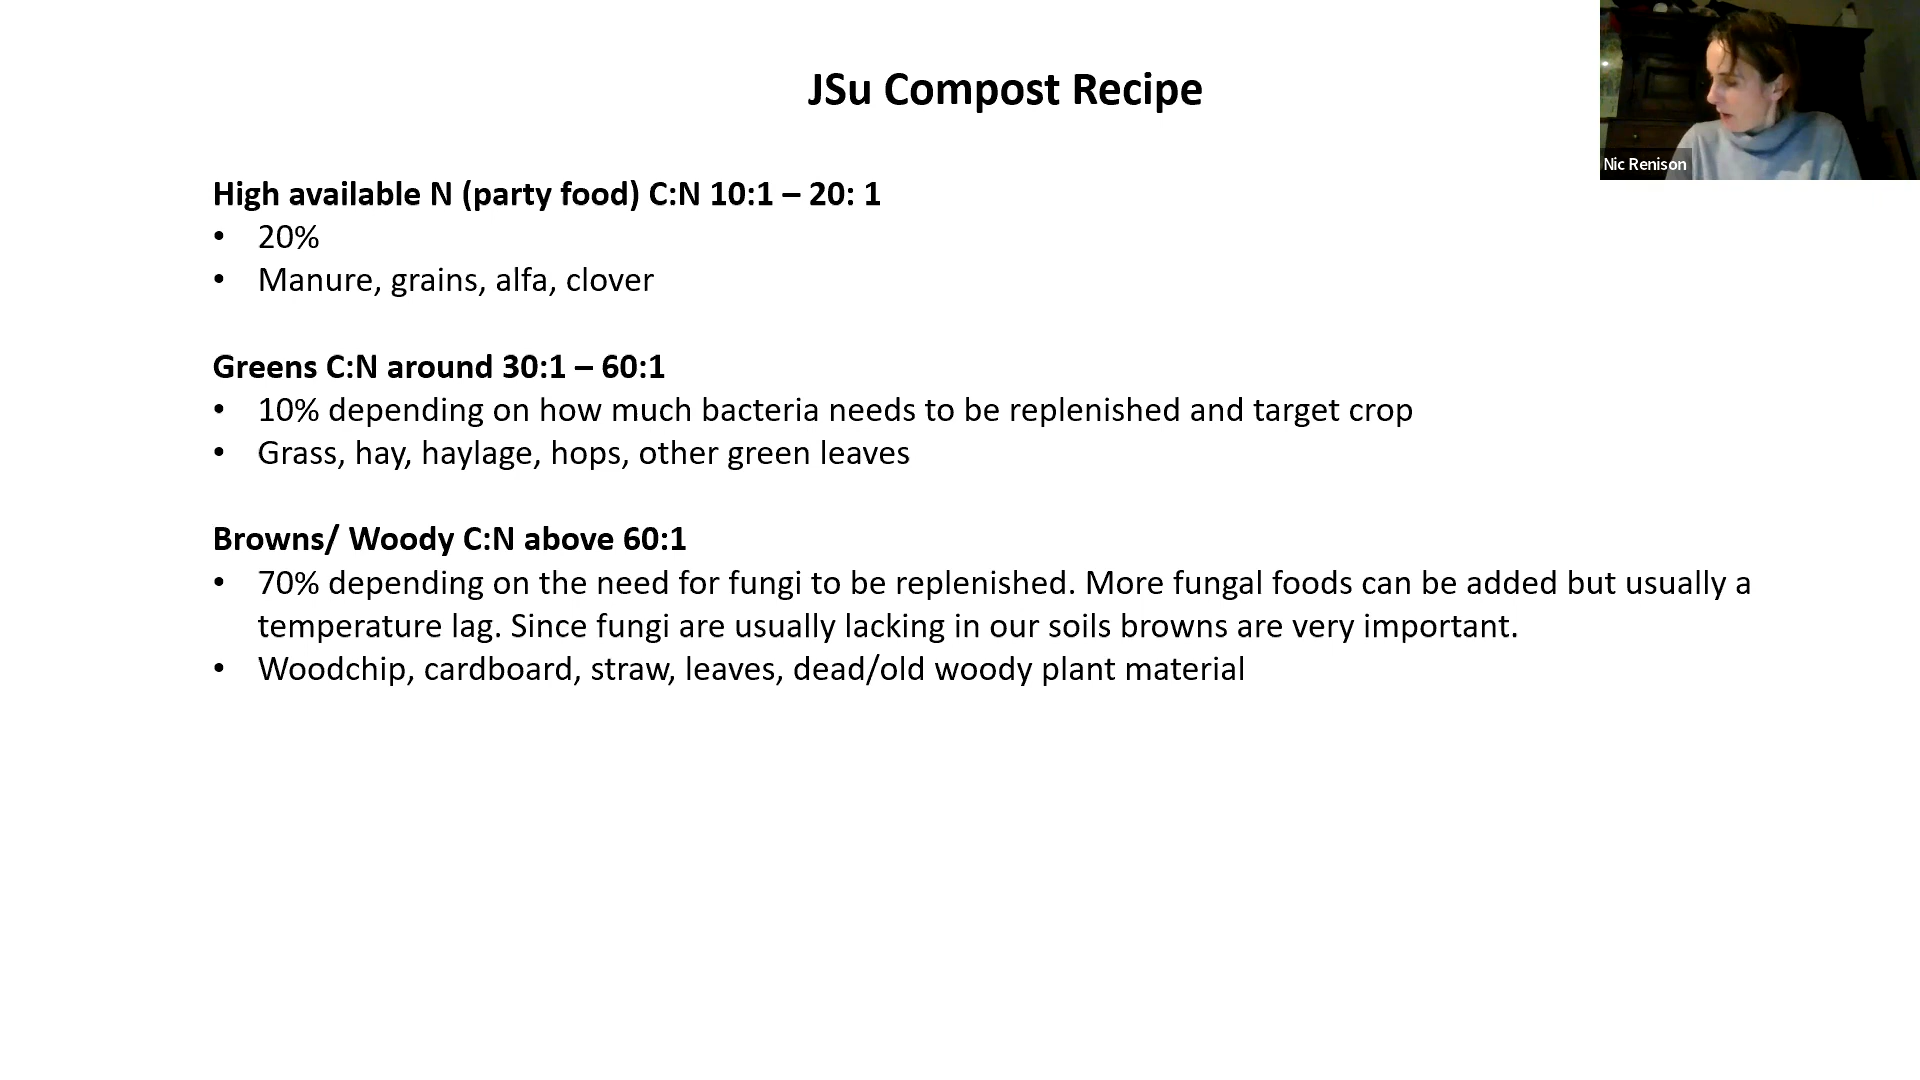 JSu Compost Recipe
Nic Renison
High available N (party food) C:N 10:1 – 20: 1
• 20%
• Manure, grains, alfa, clover
Greens C:N around 30:1 – 60:1
• 10% depending on how much bacteria needs to be replenished and target crop
• Grass, hay, haylage, hops, other green leaves
Browns/ Woody C:N above 60:1
• 70% depending on the need for fungi to be replenished. More fungal foods can be added but usually a
temperature lag. Since fungi are usually lacking in our soils browns are very important.
• Woodchip, cardboard, straw, leaves, dead/old woody plant material